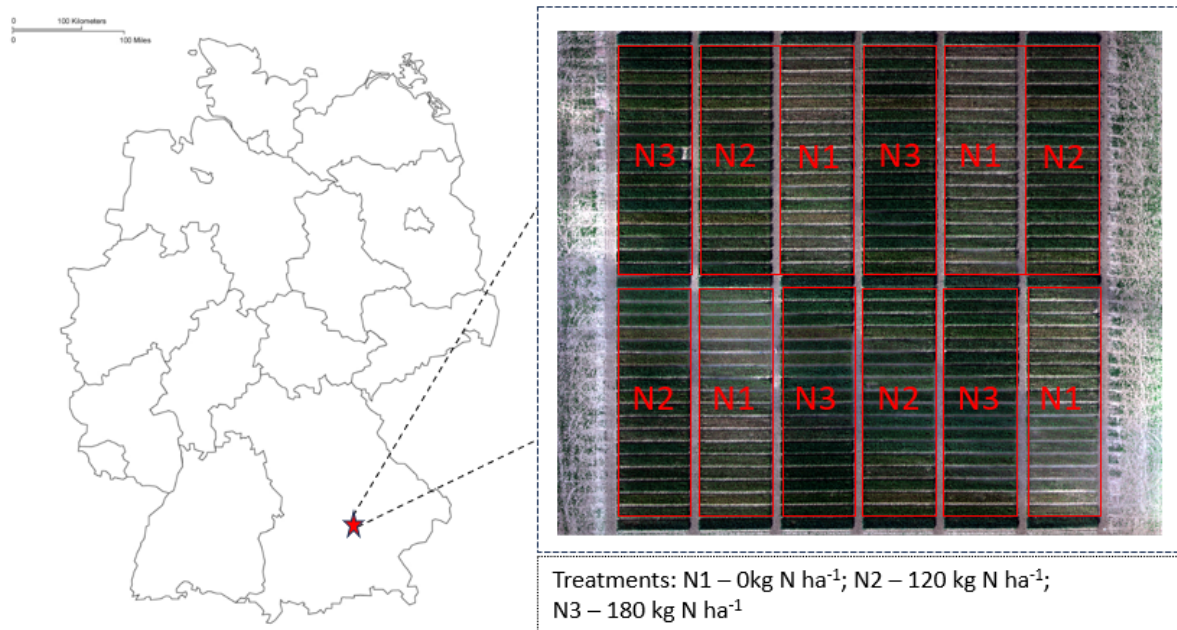 0 100 Kilometers
0 100 Miles
N3 N2 N1 N3 N1 N2
N2 N1 N3 N2 N3 N1
Treatments: N1 – 0kg N ha⁻¹; N2 – 120 kg N ha⁻¹;
N3 – 180 kg N ha⁻¹